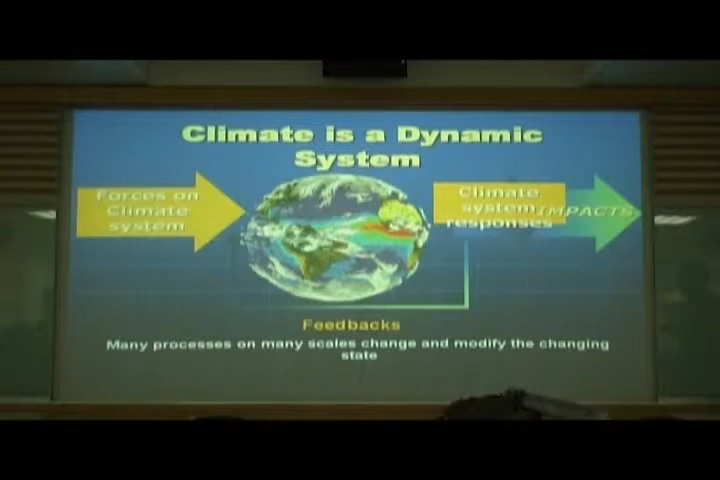 Climate is a Dynamic
System
Forces on
Climate
system
Climate
system
responses
IMPACTS
Feedbacks
Many processes on many scales change and modify the changing
state